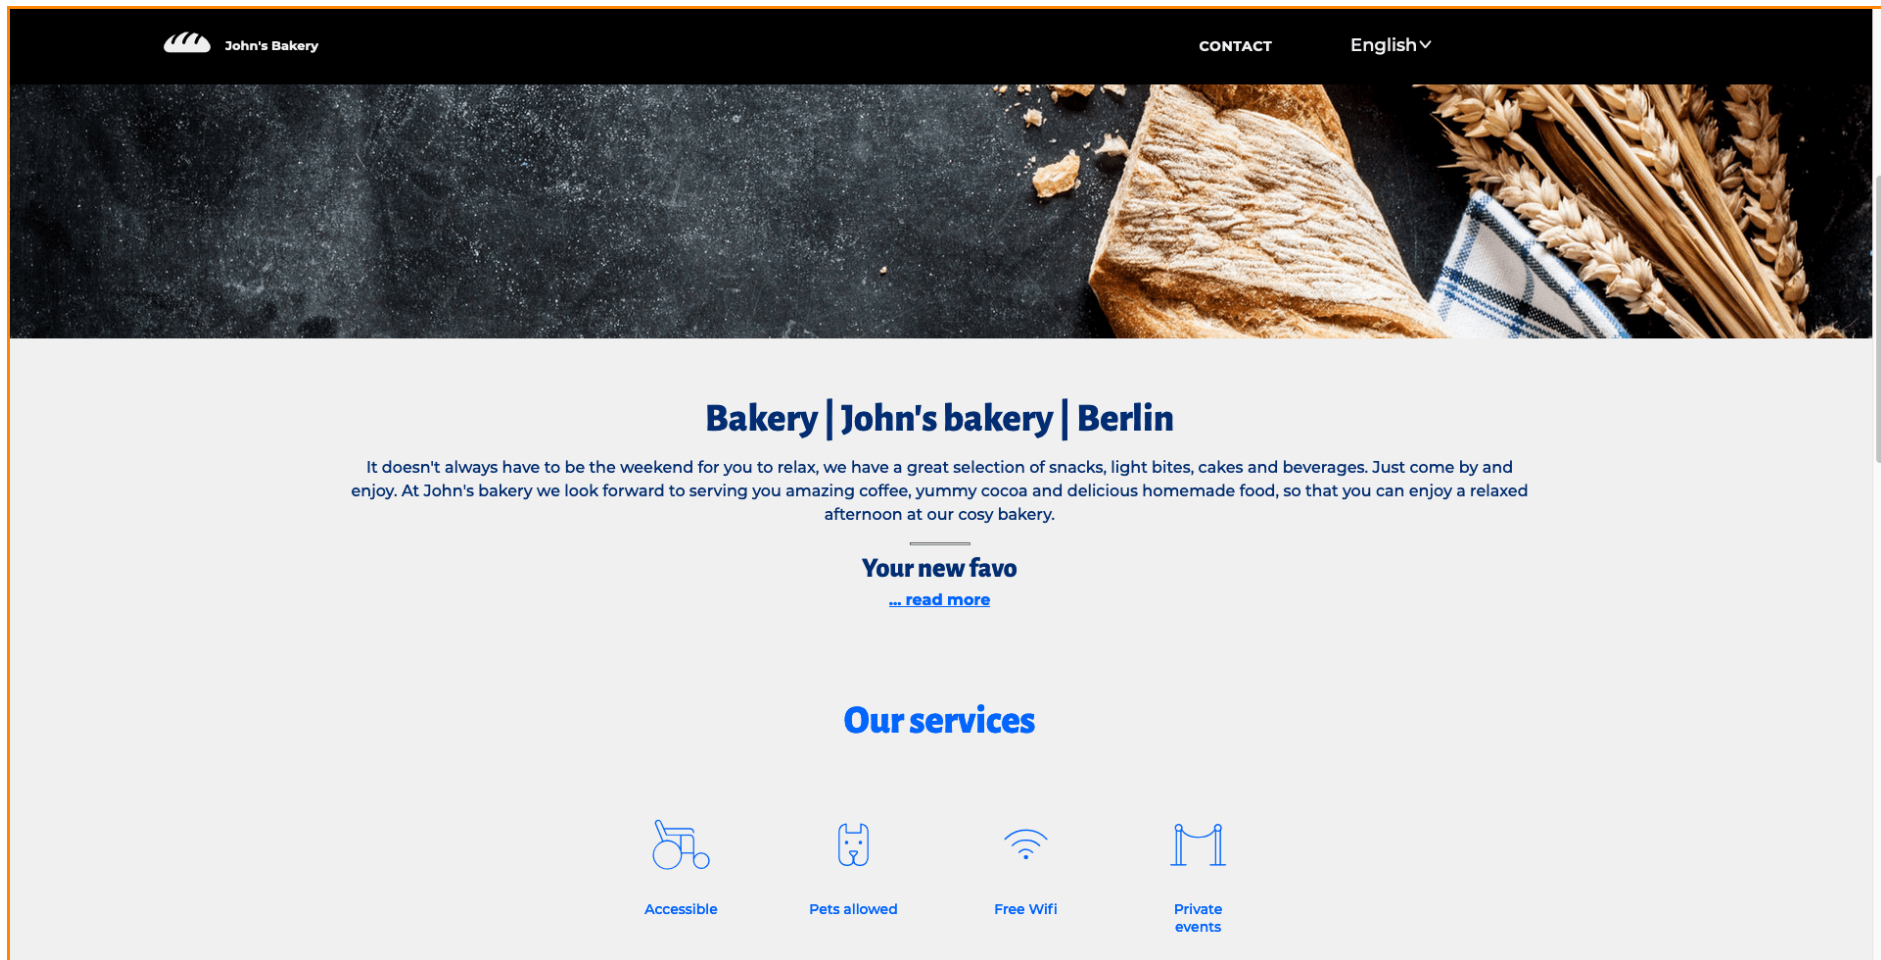 John's Bakery
CONTACT
English
Bakery | John's bakery | Berlin
It doesn't always have to be the weekend for you to relax, we have a great selection of snacks, light bites, cakes and beverages. Just come by and
enjoy. At John's bakery we look forward to serving you amazing coffee, yummy cocoa and delicious homemade food, so that you can enjoy a relaxed
afternoon at our cosy bakery.
Your new favo
... read more
Our services
Accessible
Pets allowed
Free Wifi
Private
events